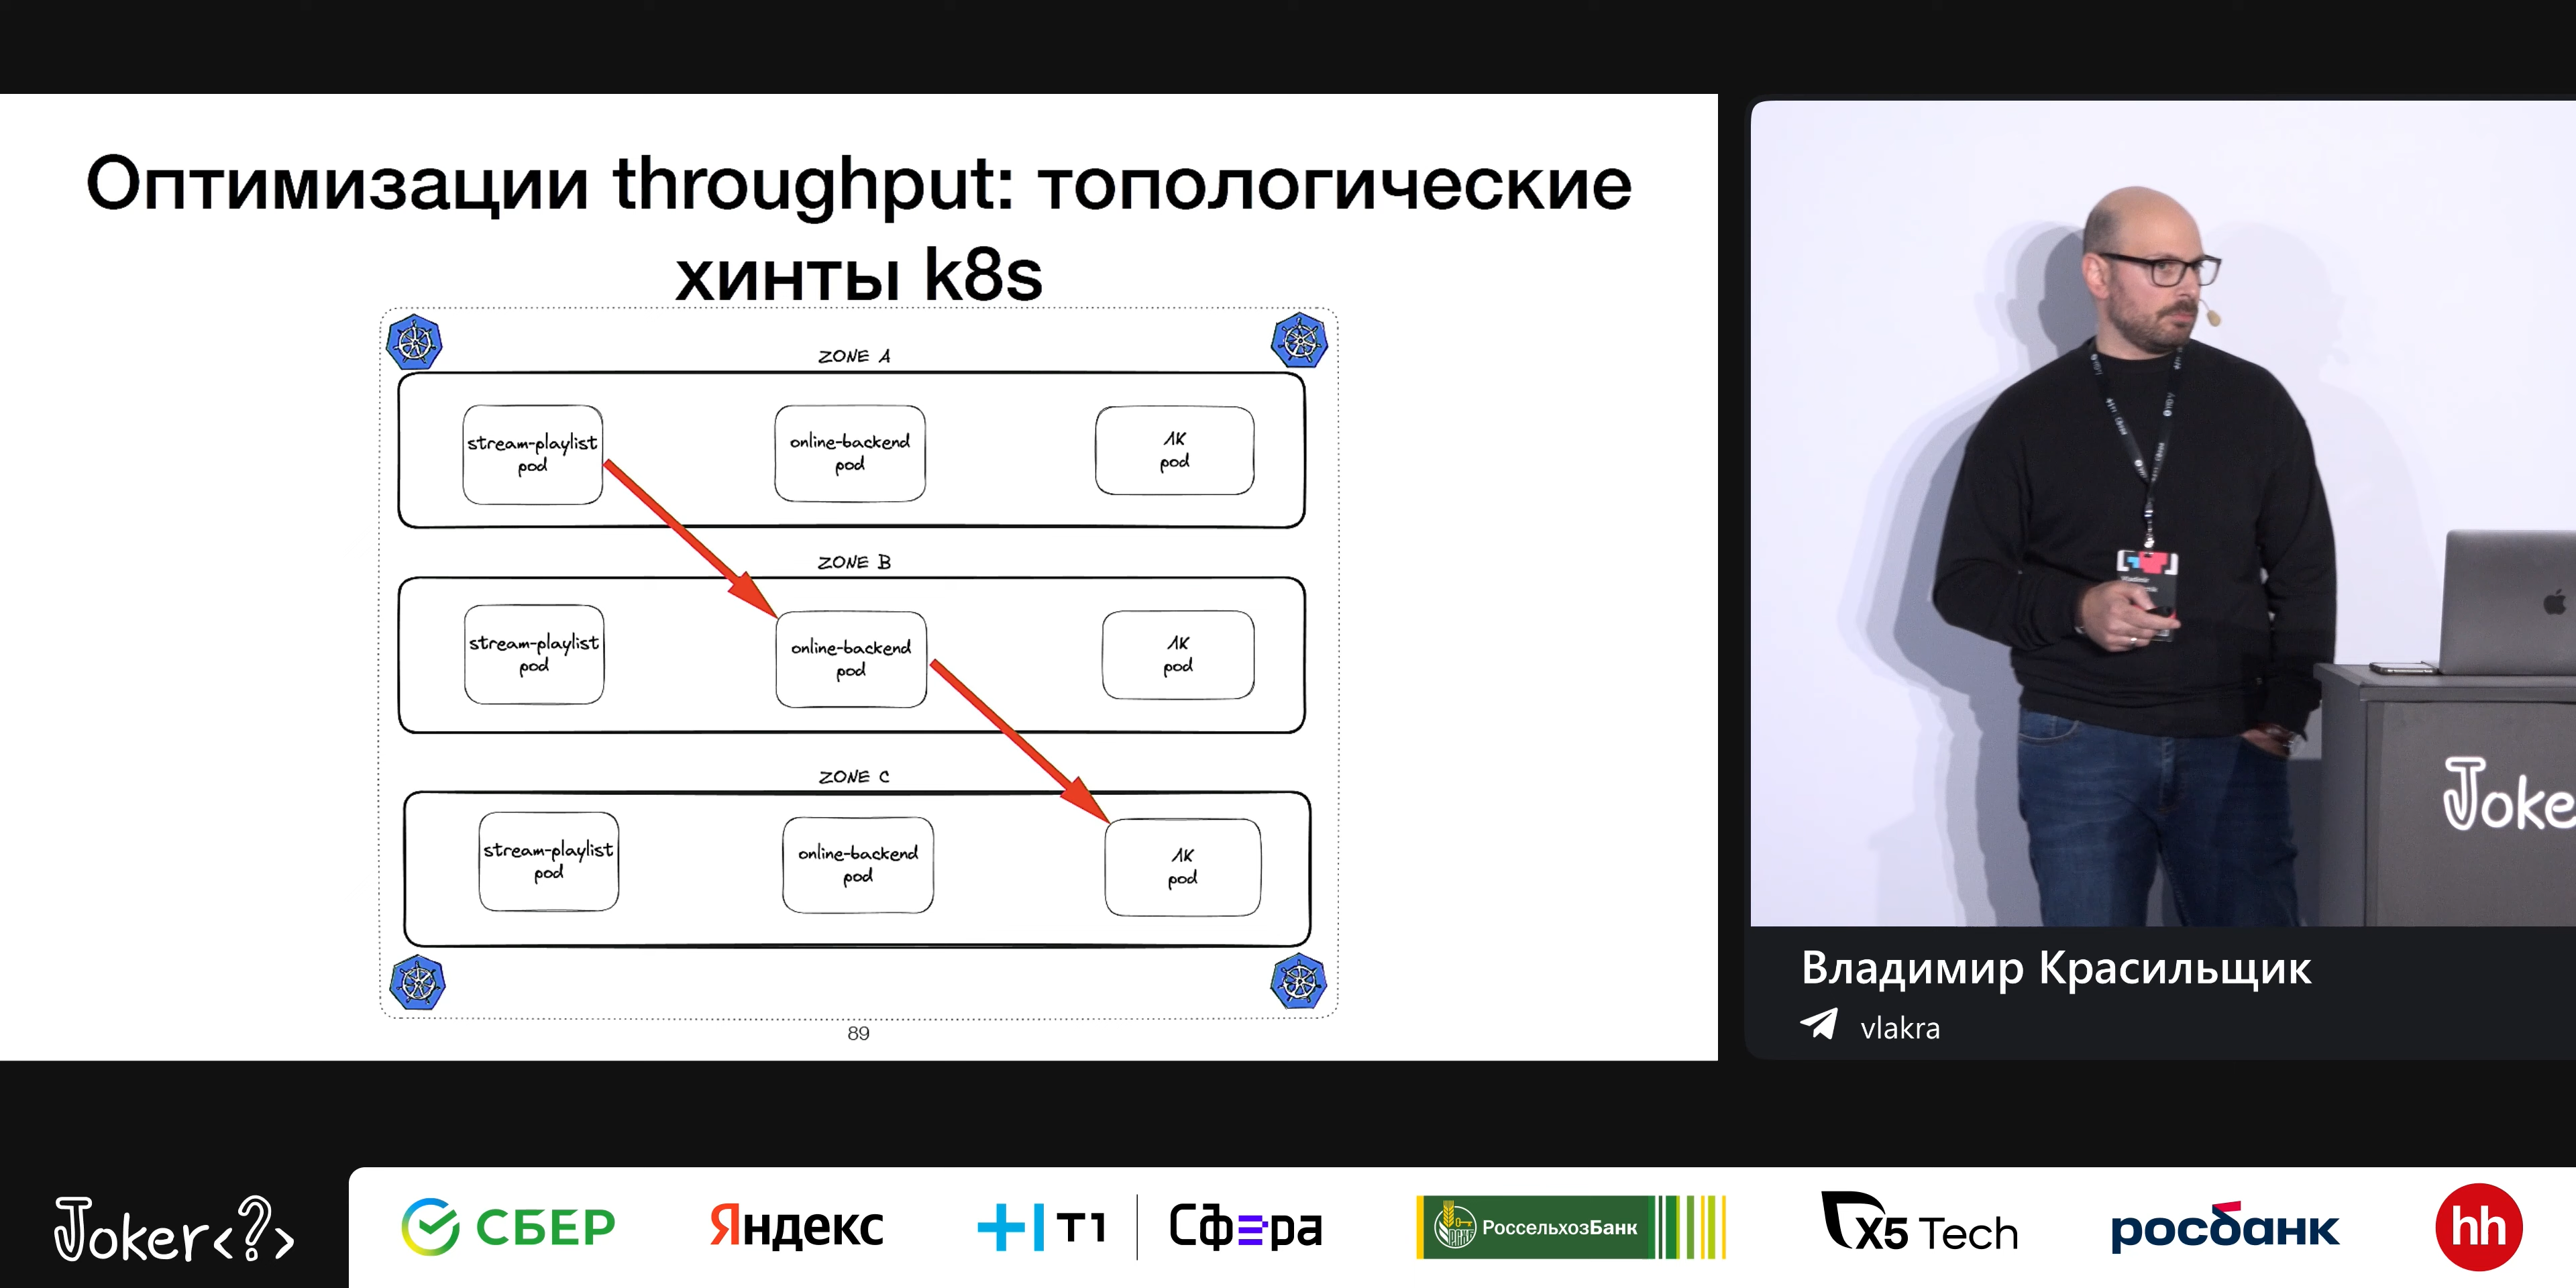 Оптимизации throughput: топологические
хинты k8s
ZONE A
stream-playlist
pod
online-backend
pod
ЛК
pod
ZONE B
stream-playlist
pod
online-backend
pod
ЛК
pod
ZONE C
stream-playlist
pod
online-backend
pod
ЛК
pod
89
Joke
Владимир Красильщик
vlakra
Joker<?>
СБЕР
Яндекс
Т1
Сфера
РоссельхозБанк
X5 Tech
росбанк
hh